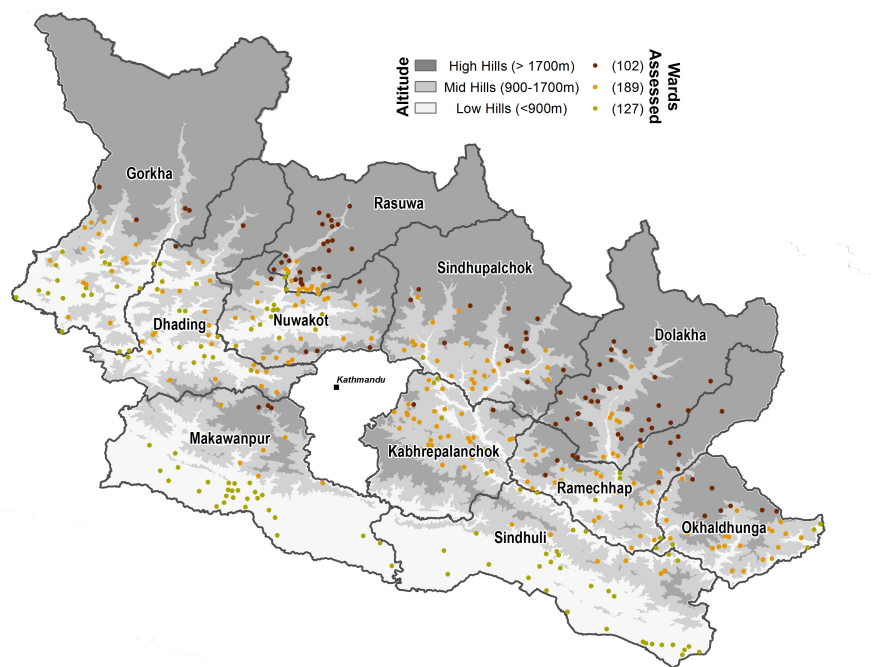 High Hills (> 1700m) (102)
Mid Hills (900-1700m) (189)
Low Hills (<900m) (127)
Altitude
Wards
Assessed
Gorkha
Rasuwa
Sindhupalchok
Dhading
Nuwakot
Dolakha
Kathmandu
Makawanpur
Kabhrepalanchok
Ramechhap
Okhaldhunga
Sindhuli